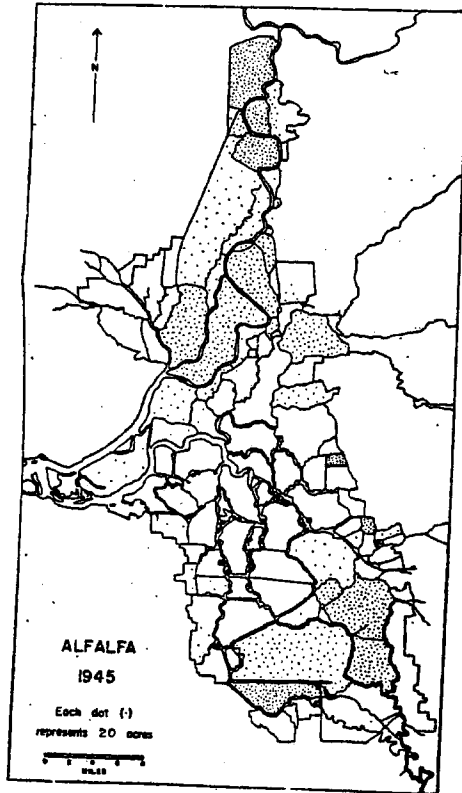 N
ALFALFA
1945
Each dot (·)
represents 20 acres
MILES